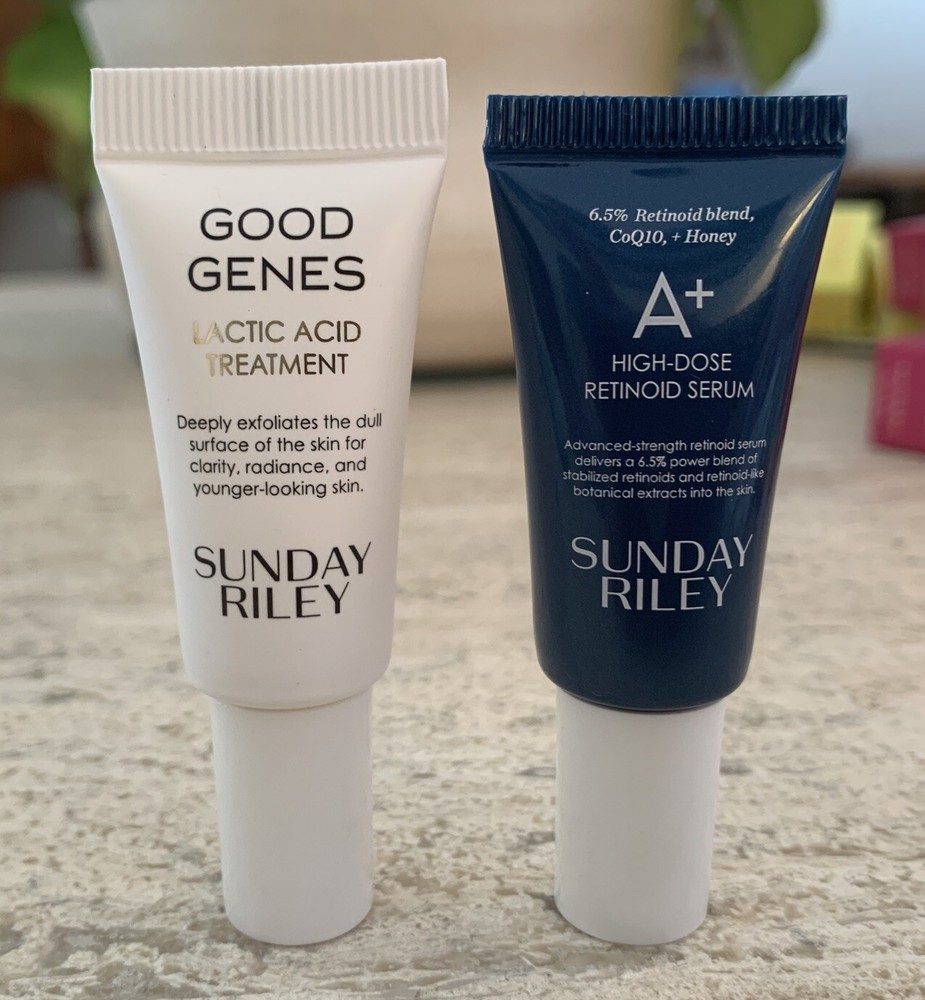 GOOD
GENES
LACTIC ACID
TREATMENT
Deeply exfoliates the dull
surface of the skin for
clarity, radiance, and
younger-looking skin.
SUNDAY
RILEY
6.5% Retinoid blend,
CoQ10, + Honey
A+
HIGH-DOSE
RETINOID SERUM
Advanced-strength retinoid serum
delivers a 6.5% power blend of
stabilized retinoids and retinoid-like
botanical extracts into the skin.
SUNDAY
RILEY